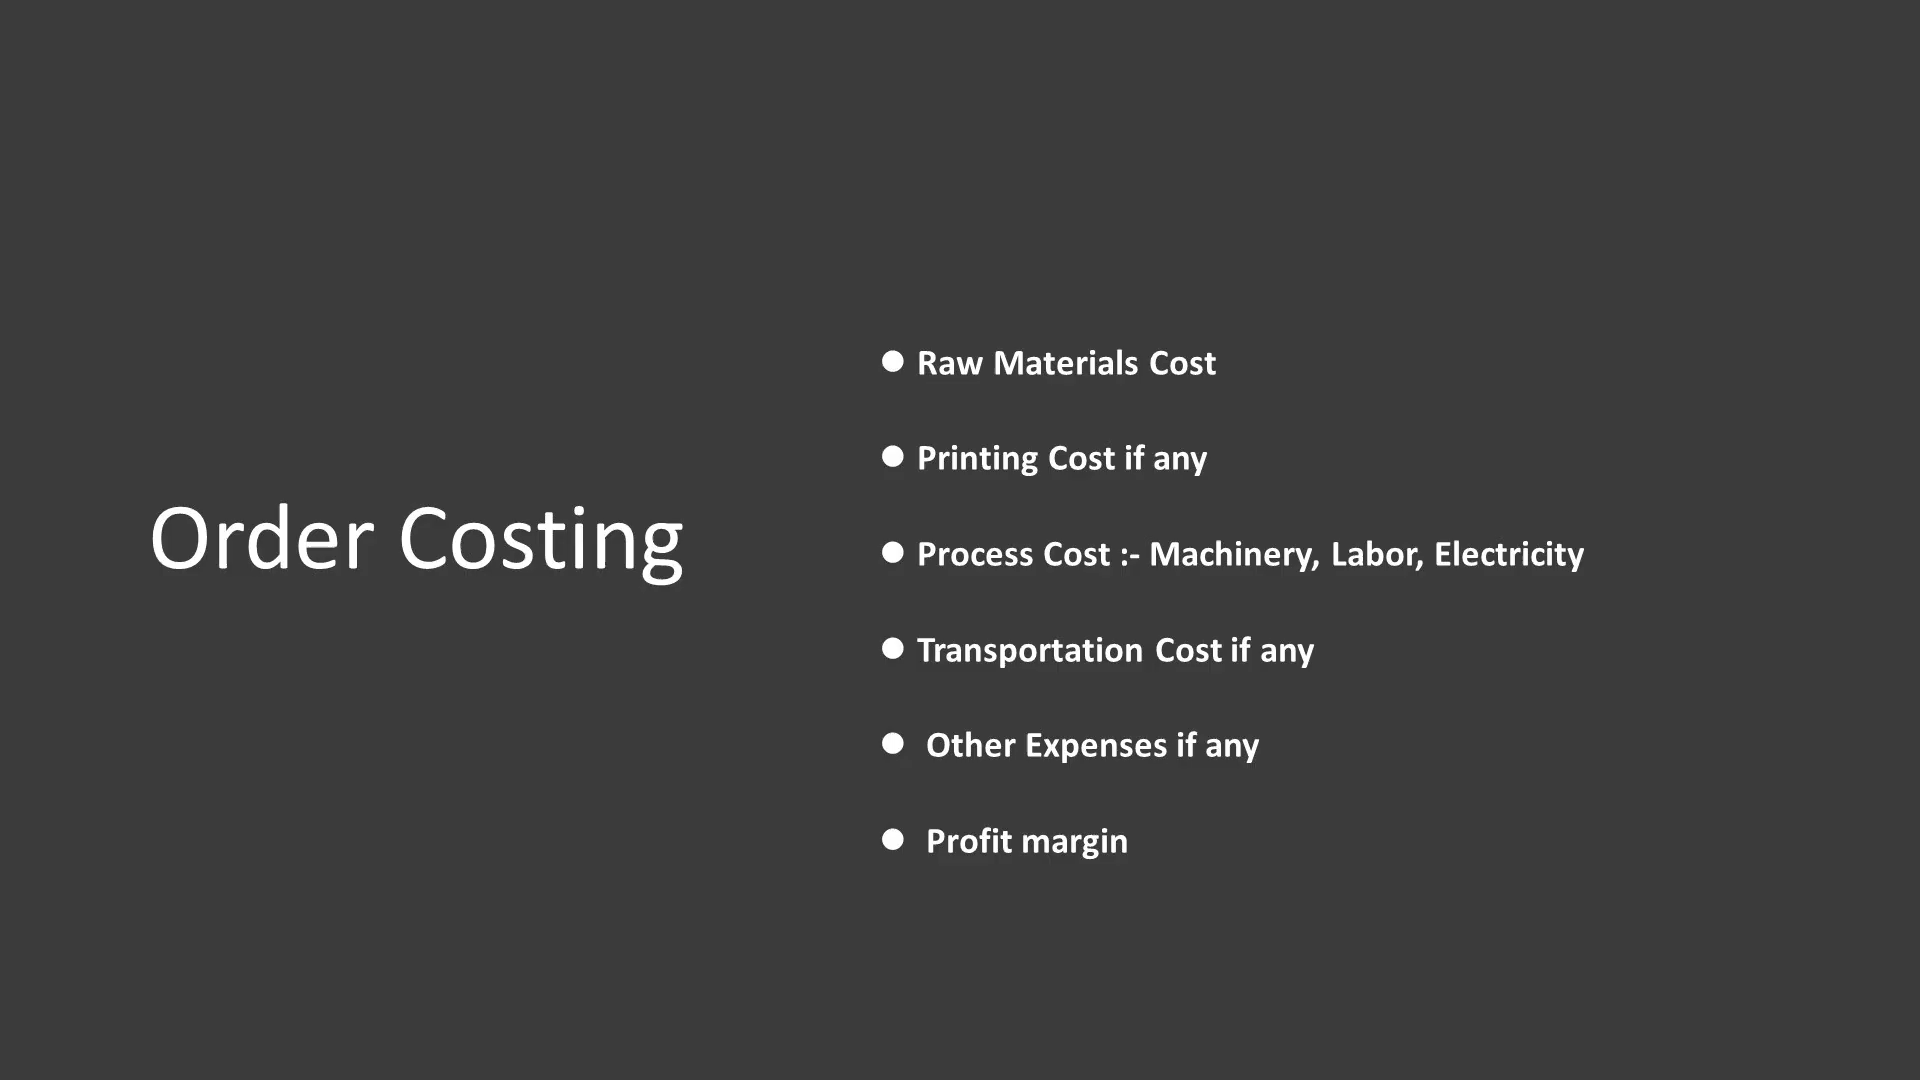 Order Costing
● Raw Materials Cost
● Printing Cost if any
● Process Cost :- Machinery, Labor, Electricity
● Transportation Cost if any
● Other Expenses if any
● Profit margin